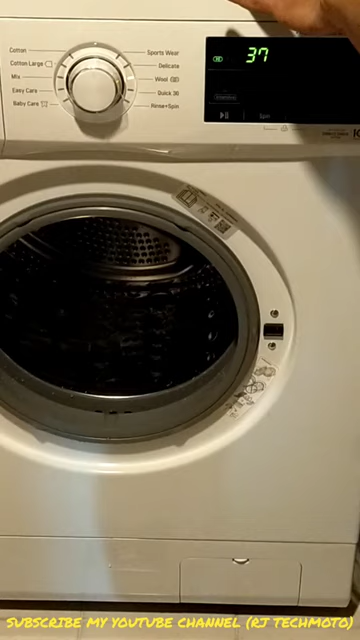 Cotton
Cotton Large
Mix
Easy Care
Baby Care
Sports Wear
Delicate
Wool
Quick 30
Rinse+Spin
37
Spin
SUBSCRIBE MY YOUTUBE CHANNEL (RJ TECHMOTO)